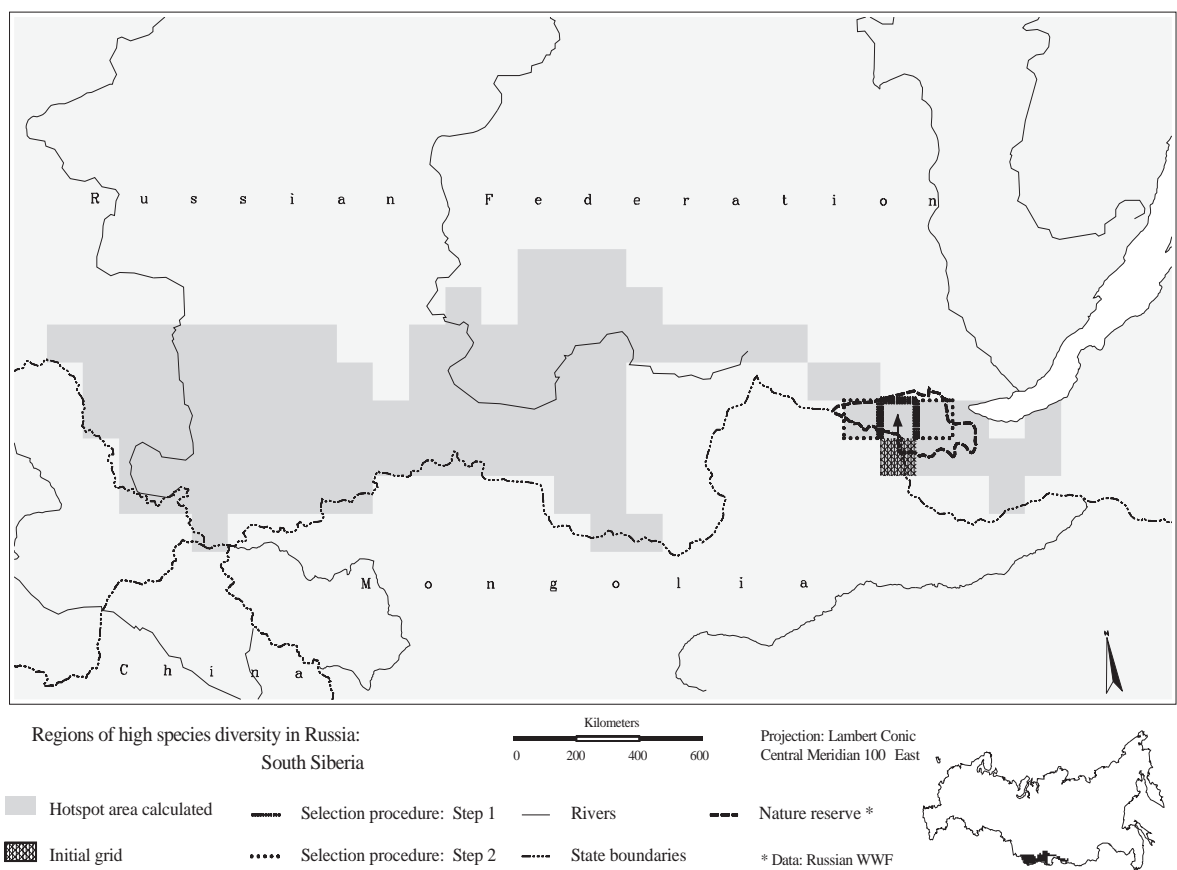 Russian Federation
Mongolia
China
N
Regions of high species diversity in Russia:
South Siberia
Kilometers
0 200 400 600
Projection: Lambert Conic
Central Meridian 100 East
Hotspot area calculated
Selection procedure: Step 1
Rivers
Nature reserve *
Initial grid
Selection procedure: Step 2
State boundaries
* Data: Russian WWF